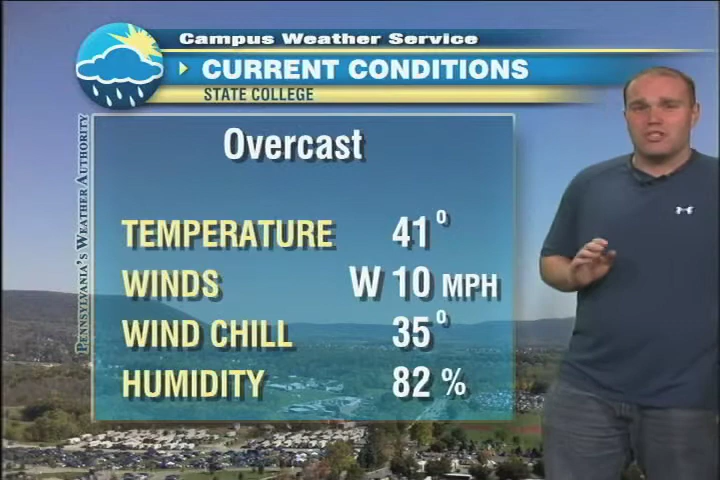 Campus Weather Service
CURRENT CONDITIONS
STATE COLLEGE
PENNSYLVANIA'S WEATHER AUTHORITY
Overcast
TEMPERATURE 41°
WINDS W 10 MPH
WIND CHILL 35°
HUMIDITY 82 %